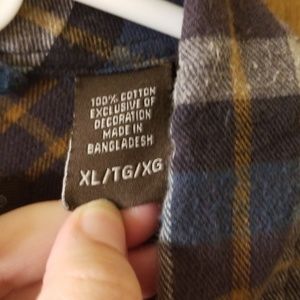 100% COTTON
EXCLUSIVE OF
DECORATION
MADE IN
BANGLADESH
XL/TG/XG